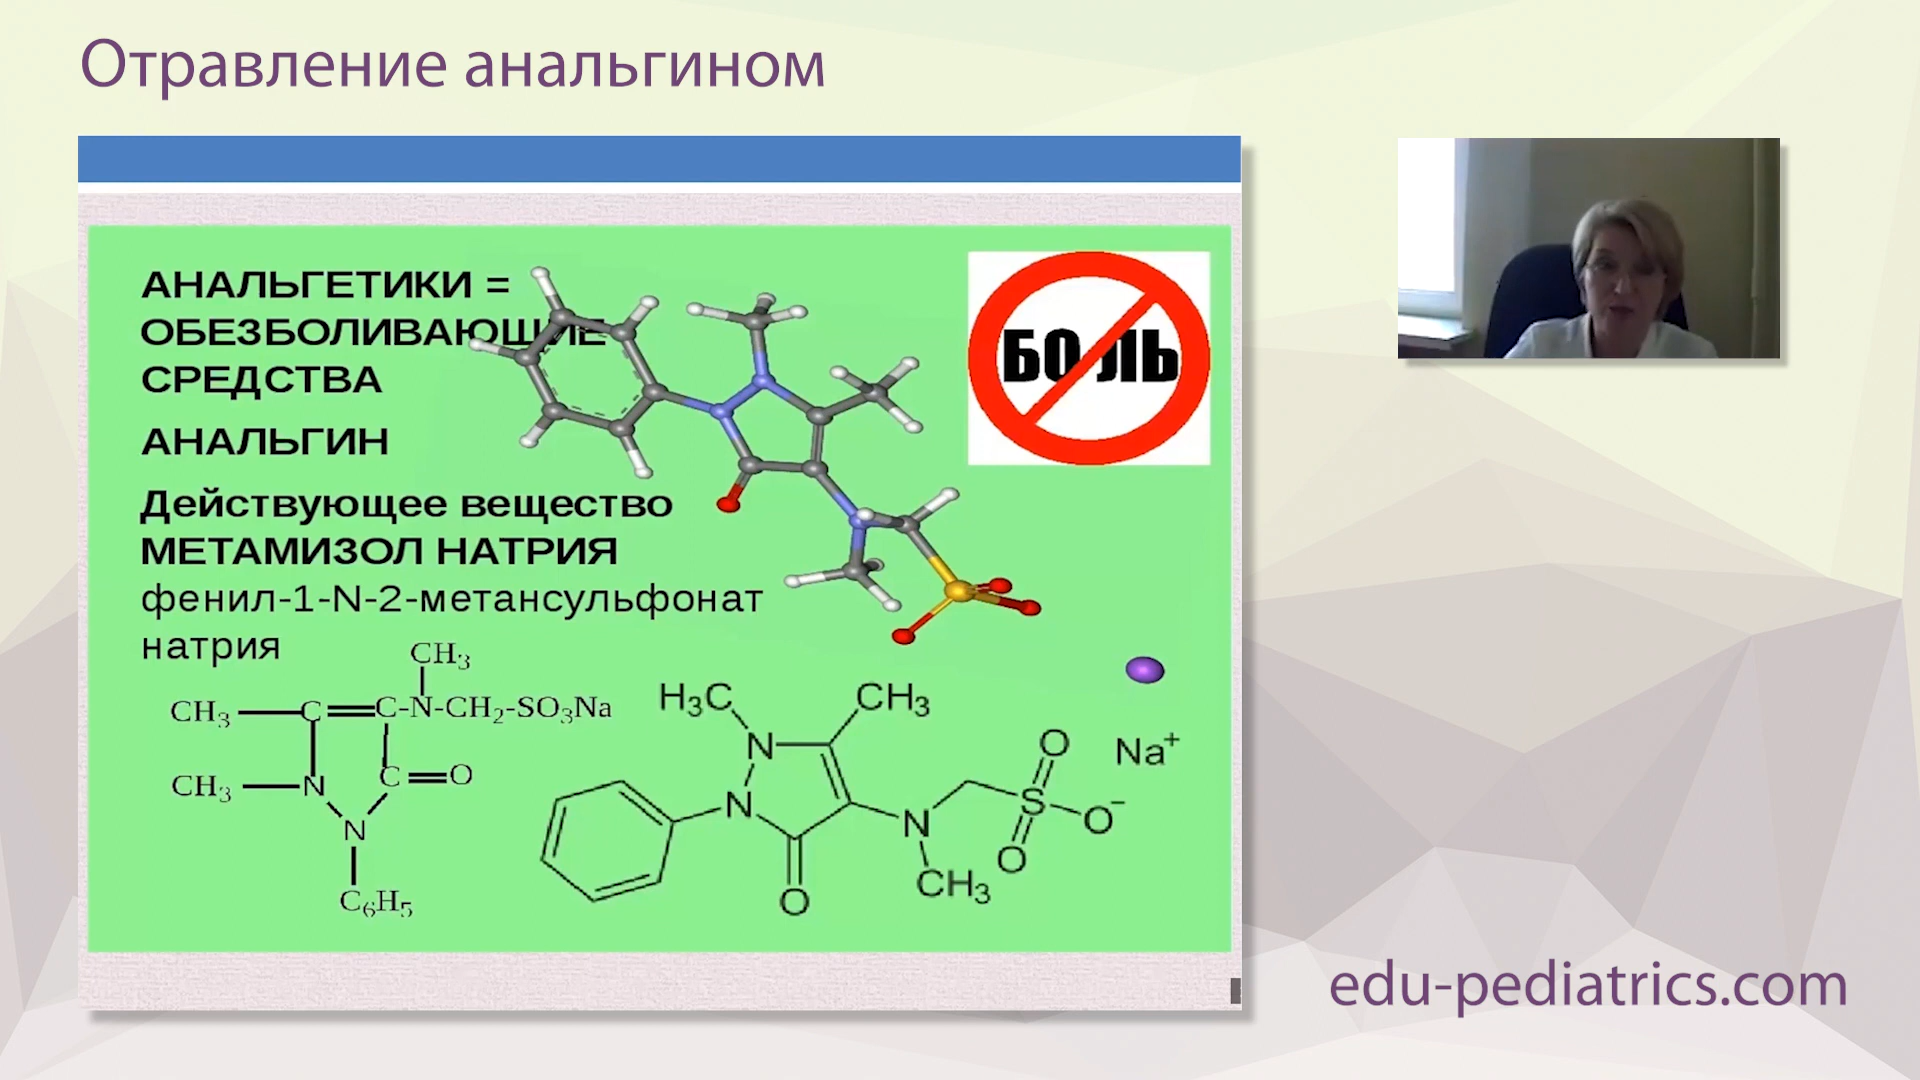 Отравление анальгином
АНАЛЬГЕТИКИ =
ОБЕЗБОЛИВАЮЩИЕ
СРЕДСТВА
АНАЛЬГИН
Действующее вещество
МЕТАМИЗОЛ НАТРИЯ
фенил-1-N-2-метансульфонат
натрия
БОЛЬ
CH₃
CH₃ C C-N-CH₂-SO₃Na
CH₃ N C O
N
C₆H₅
H₃C CH₃
N
N
O
N
CH₃
O
S
O⁻
O
Na⁺
edu-pediatrics.com